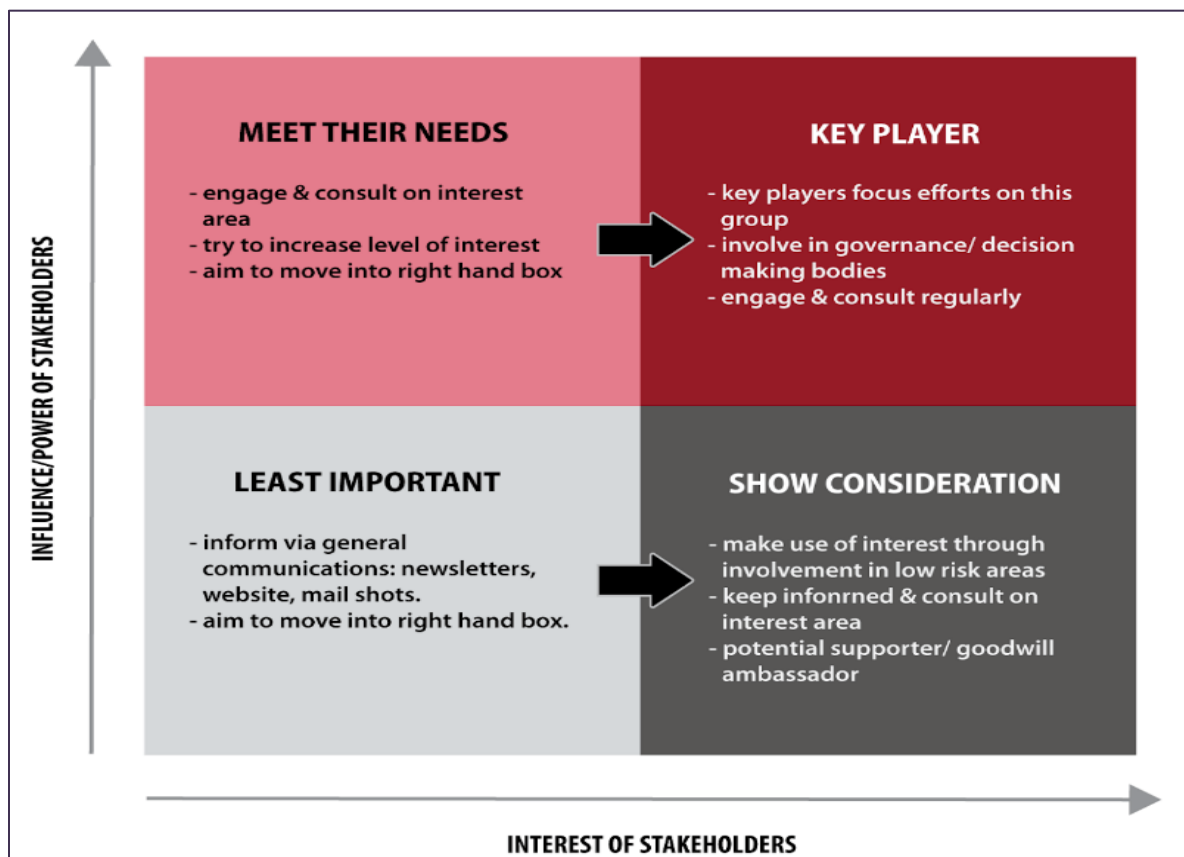 INFLUENCE/POWER OF STAKEHOLDERS
MEET THEIR NEEDS
- engage & consult on interest
area
- try to increase level of interest
- aim to move into right hand box
KEY PLAYER
- key players focus efforts on this
group
- involve in governance/ decision
making bodies
- engage & consult regularly
LEAST IMPORTANT
- inform via general
communications: newsletters,
website, mail shots.
- aim to move into right hand box.
SHOW CONSIDERATION
- make use of interest through
involvement in low risk areas
- keep infonrned & consult on
interest area
- potential supporter/ goodwill
ambassador
INTEREST OF STAKEHOLDERS